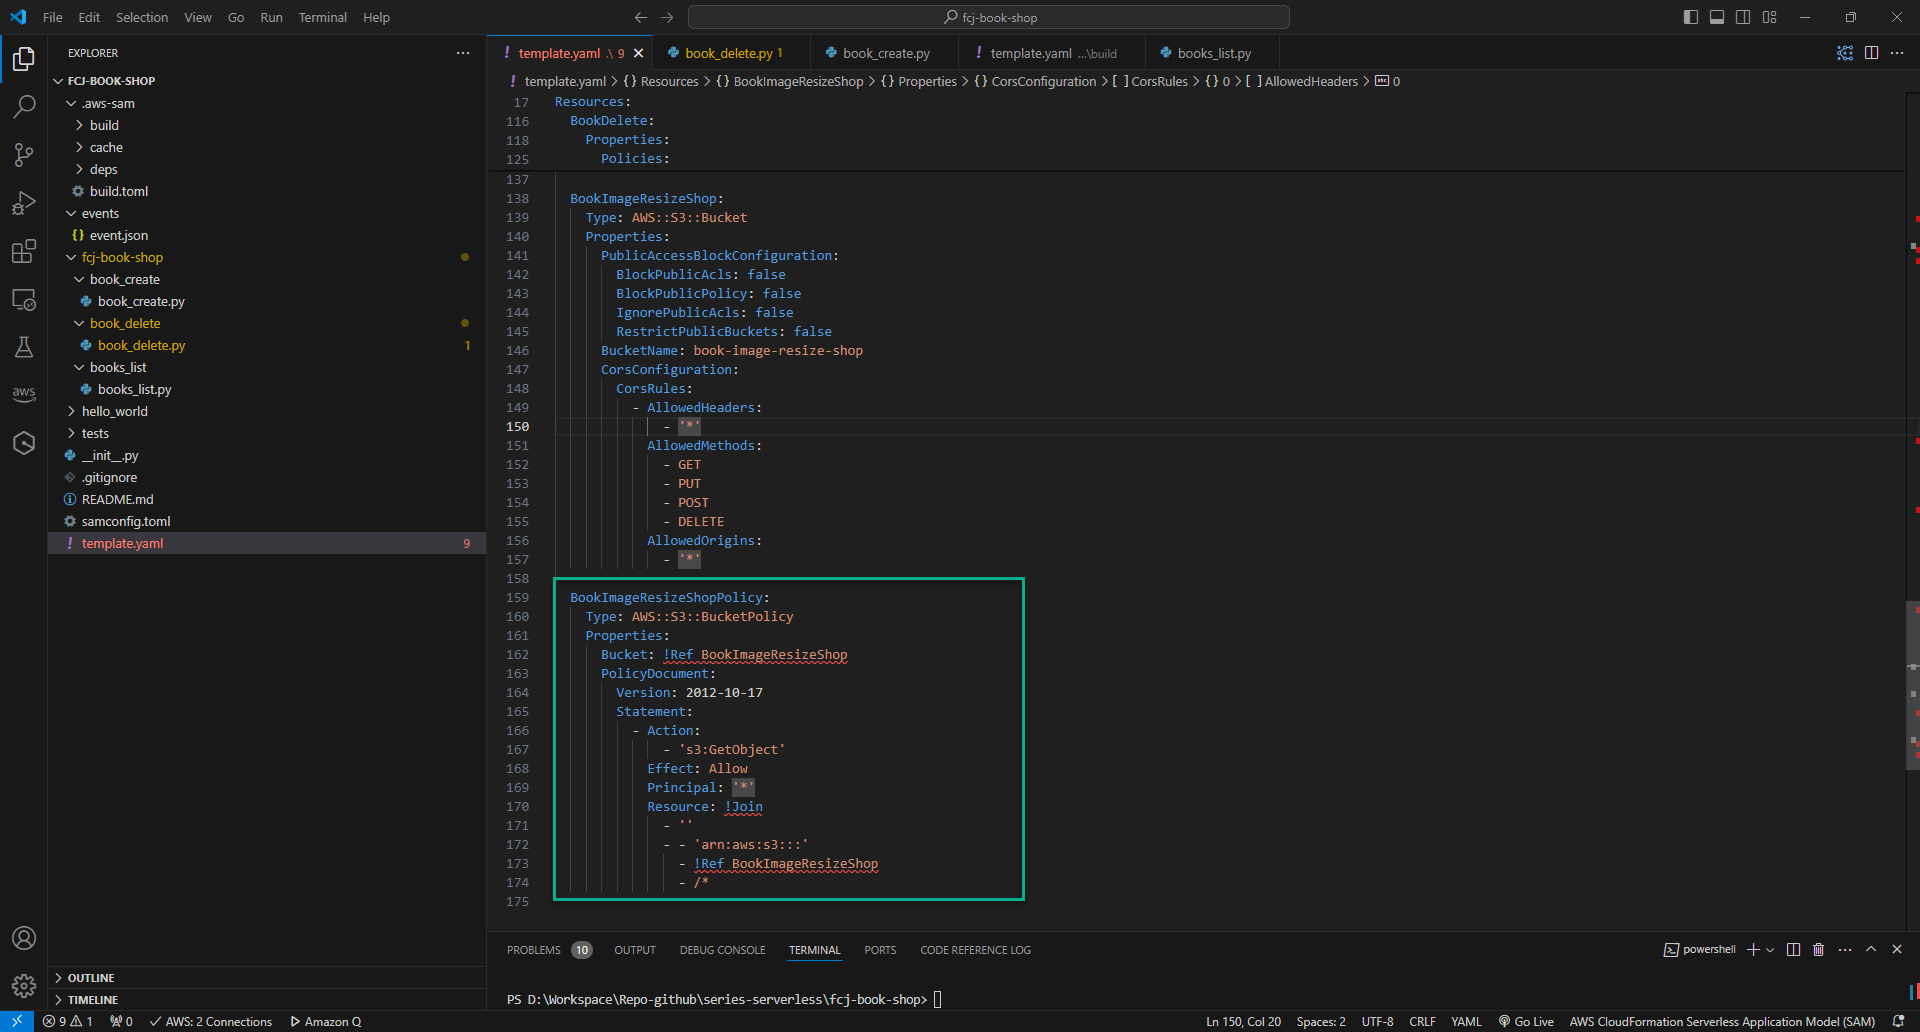 File Edit Selection View Go Run Terminal Help
fcj-book-shop
EXPLORER
FCJ-BOOK-SHOP
.aws-sam
build
cache
deps
build.toml
events
event.json
fcj-book-shop
book_create
book_create.py
book_delete
book_delete.py 1
books_list
books_list.py
hello_world
tests
__init__.py
.gitignore
README.md
samconfig.toml
template.yaml 9
OUTLINE
TIMELINE
template.yaml .\ 9 book_delete.py 1 book_create.py template.yaml ...\build books_list.py
template.yaml > {} Resources > {} BookImageResizeShop > {} Properties > {} CorsConfiguration > [ ] CorsRules > {} 0 > [ ] AllowedHeaders > abc 0
17 Resources:
116 BookDelete:
118 Properties:
125 Policies:
137
138 BookImageResizeShop:
139 Type: AWS::S3::Bucket
140 Properties:
141 PublicAccessBlockConfiguration:
142 BlockPublicAcls: false
143 BlockPublicPolicy: false
144 IgnorePublicAcls: false
145 RestrictPublicBuckets: false
146 BucketName: book-image-resize-shop
147 CorsConfiguration:
148 CorsRules:
149 - AllowedHeaders:
150 - '*'
151 AllowedMethods:
152 - GET
153 - PUT
154 - POST
155 - DELETE
156 AllowedOrigins:
157 - '*'
158
159 BookImageResizeShopPolicy:
160 Type: AWS::S3::BucketPolicy
161 Properties:
162 Bucket: !Ref BookImageResizeShop
163 PolicyDocument:
164 Version: 2012-10-17
165 Statement:
166 - Action:
167 - 's3:GetObject'
168 Effect: Allow
169 Principal: '*'
170 Resource: !Join
171 - ''
172 - - 'arn:aws:s3:::'
173 - !Ref BookImageResizeShop
174 - /*
175
PROBLEMS 10 OUTPUT DEBUG CONSOLE TERMINAL PORTS CODE REFERENCE LOG
powershell
PS D:\Workspace\Repo-github\series-serverless\fcj-book-shop>
aws
9 1 0 AWS: 2 Connections Amazon Q
Ln 150, Col 20 Spaces: 2 UTF-8 CRLF YAML Go Live AWS CloudFormation Serverless Application Model (SAM)